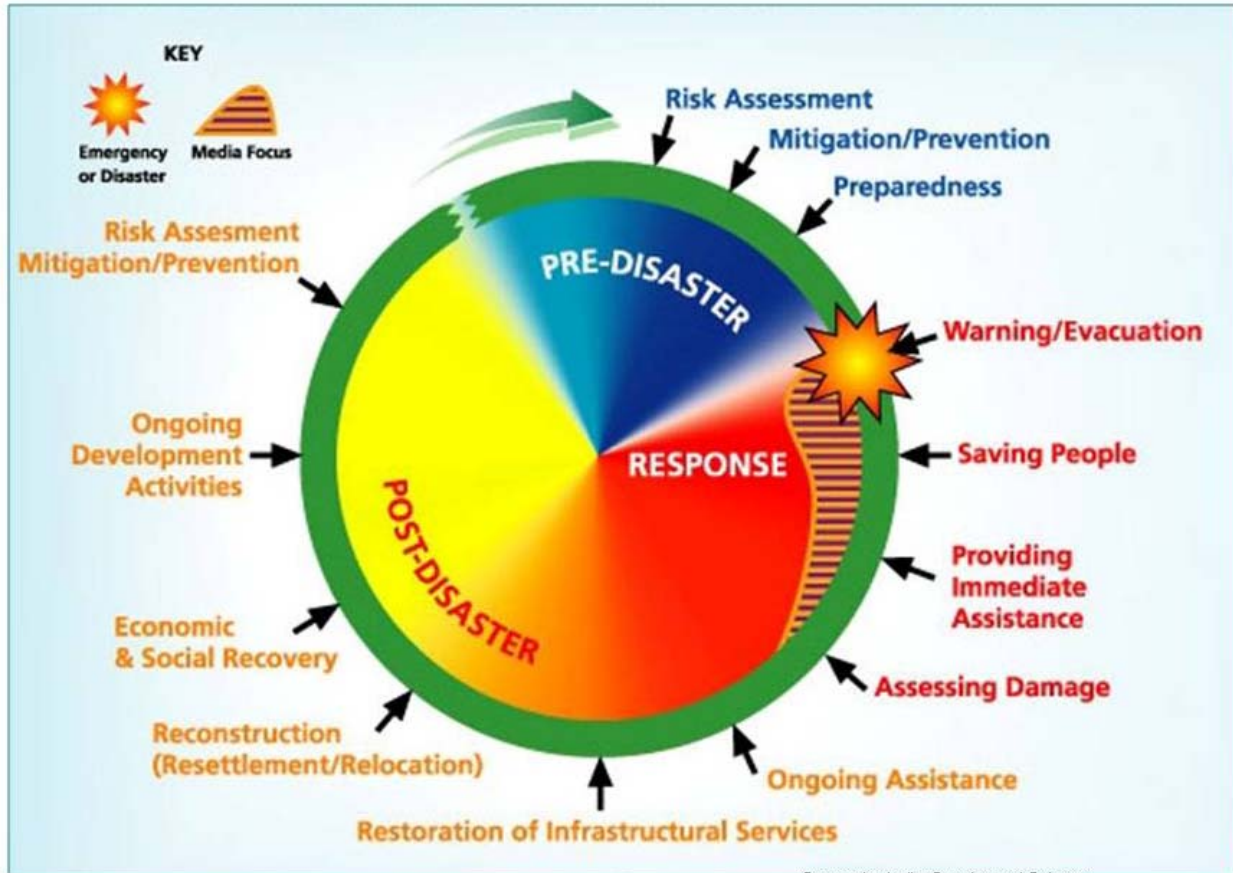 KEY
Emergency
or Disaster
Media Focus
Risk Assessment
Mitigation/Prevention
Preparedness
PRE-DISASTER
Warning/Evacuation
RESPONSE
Saving People
Providing
Immediate
Assistance
Assessing Damage
Ongoing Assistance
Restoration of Infrastructural Services
Reconstruction
(Resettlement/Relocation)
Economic
& Social Recovery
POST-DISASTER
Ongoing
Development
Activities
Risk Assesment
Mitigation/Prevention